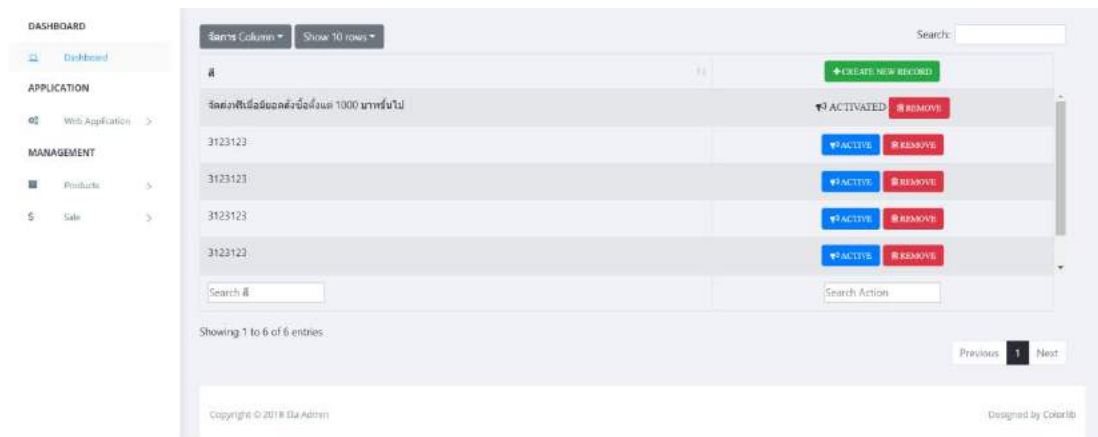 DASHBOARD
Dashboard
APPLICATION
Web Application
MANAGEMENT
Products
$ Sale
จัดการ Column Show 10 rows Search:
สี CREATE NEW RECORD
จัดส่งฟรีเมื่อมียอดสั่งซื้อตั้งแต่ 1000 บาทขึ้นไป ACTIVATED REMOVE
3123123 ACTIVE REMOVE
3123123 ACTIVE REMOVE
3123123 ACTIVE REMOVE
3123123 ACTIVE REMOVE
Search สี Search Action
Showing 1 to 6 of 6 entries
Previous 1 Next
Copyright © 2018 Ela Admin Designed by Colorlib